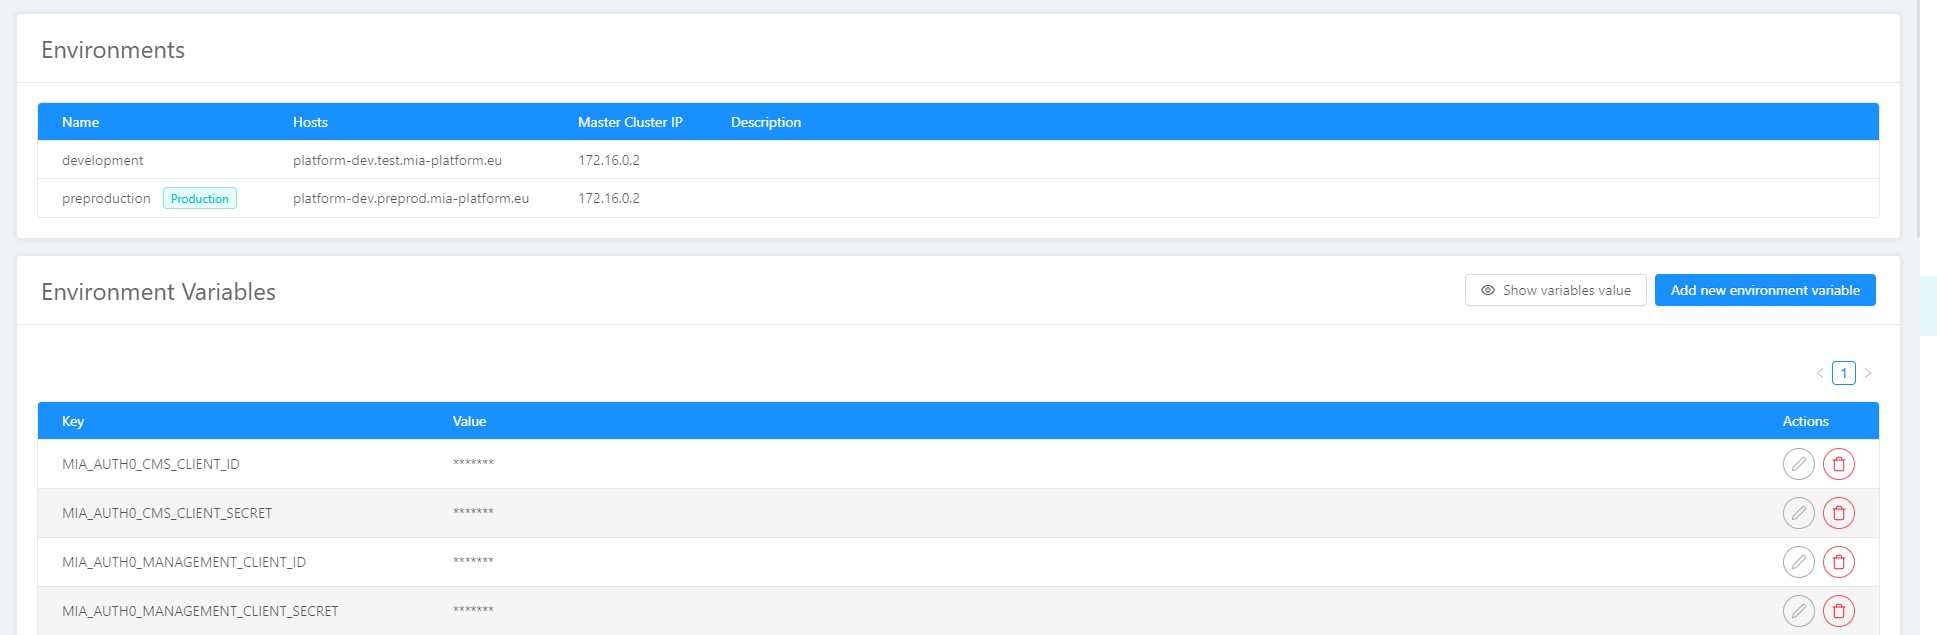 Environments
Name Hosts Master Cluster IP Description
development platform-dev.test.mia-platform.eu 172.16.0.2
preproduction Production platform-dev.preprod.mia-platform.eu 172.16.0.2
Environment Variables Show variables value Add new environment variable
< 1 >
Key Value Actions
MIA_AUTH0_CMS_CLIENT_ID *******
MIA_AUTH0_CMS_CLIENT_SECRET *******
MIA_AUTH0_MANAGEMENT_CLIENT_ID *******
MIA_AUTH0_MANAGEMENT_CLIENT_SECRET *******